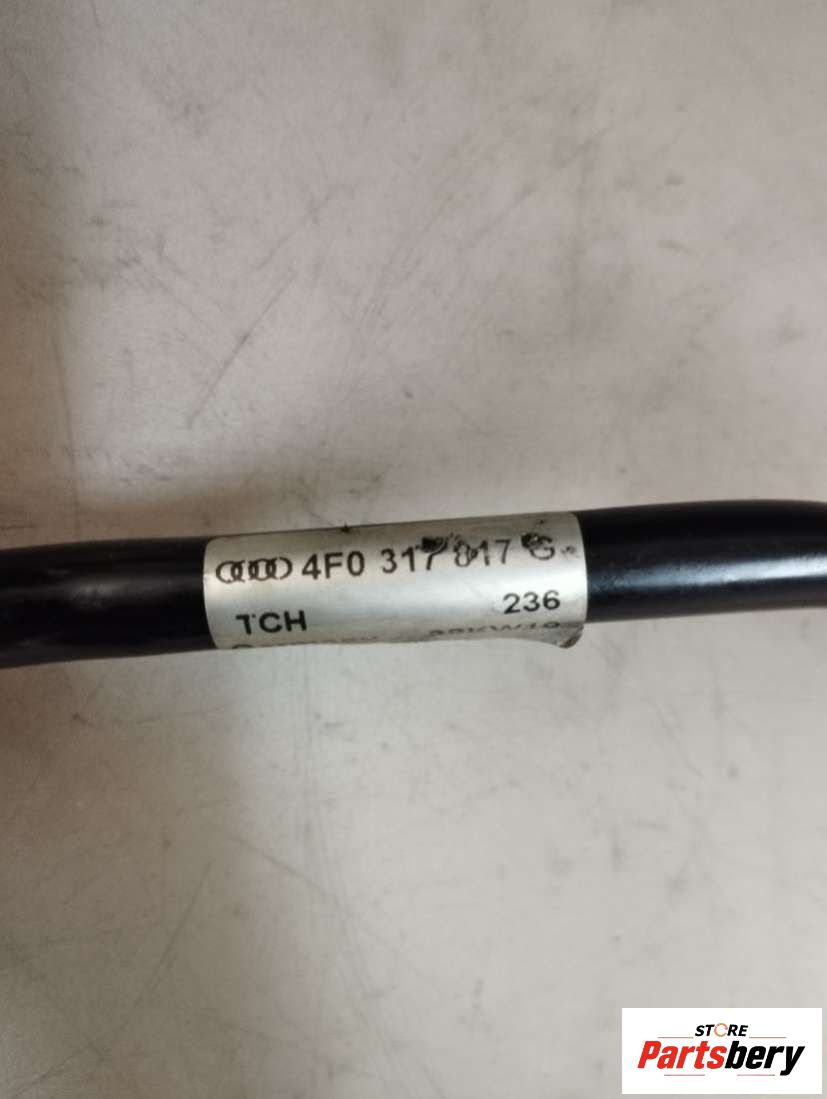 4F0 317 817 G
TCH 236
STORE
Partsbery